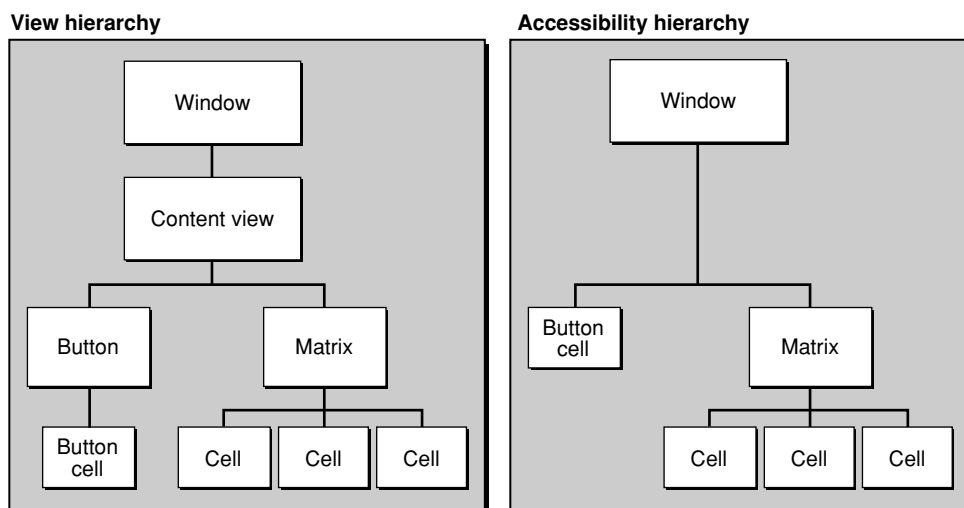 View hierarchy
Window
Content view
Button
Matrix
Button
cell
Cell
Cell
Cell
Accessibility hierarchy
Window
Button
cell
Matrix
Cell
Cell
Cell